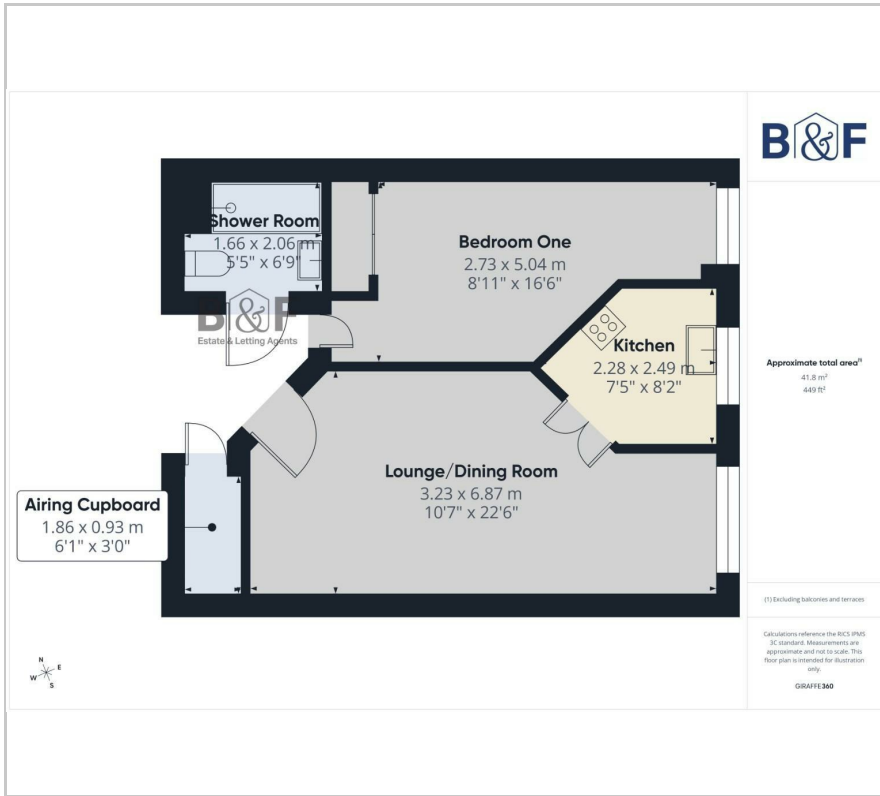 B&F
Shower Room
1.66 x 2.06 m
5'5" x 6'9"
Bedroom One
2.73 x 5.04 m
8'11" x 16'6"
B&F
Estate & Letting Agents
Kitchen
2.28 x 2.49 m
7'5" x 8'2"
Approximate total area⁽¹⁾
41.8 m²
449 ft²
Lounge/Dining Room
3.23 x 6.87 m
10'7" x 22'6"
Airing Cupboard
1.86 x 0.93 m
6'1" x 3'0"
(1) Excluding balconies and terraces
Calculations reference the RICS IPMS
3C standard. Measurements are
approximate and not to scale. This
floor plan is intended for illustration
only.
GIRAFFE360
N
E
W
S